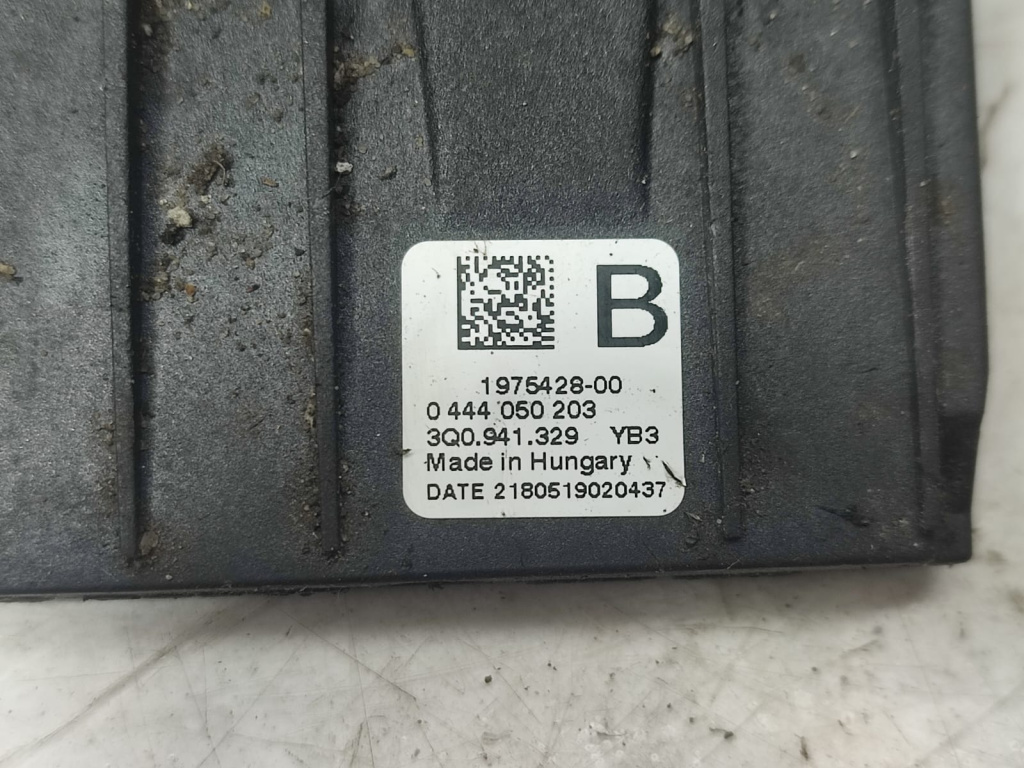 B
1975428-00
0 444 050 203
3Q0.941.329 YB3
Made in Hungary
DATE 2180519020437